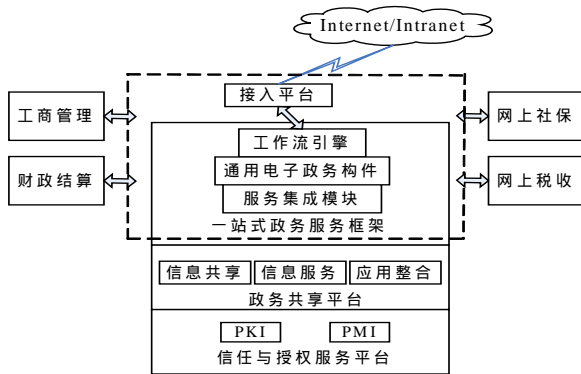 Internet/Intranet
接入平台
工商管理
网上社保
工作流引擎
通用电子政务构件
财政结算
网上税收
服务集成模块
一站式政务服务框架
信息共享 信息服务 应用整合
政务共享平台
PKI PMI
信任与授权服务平台